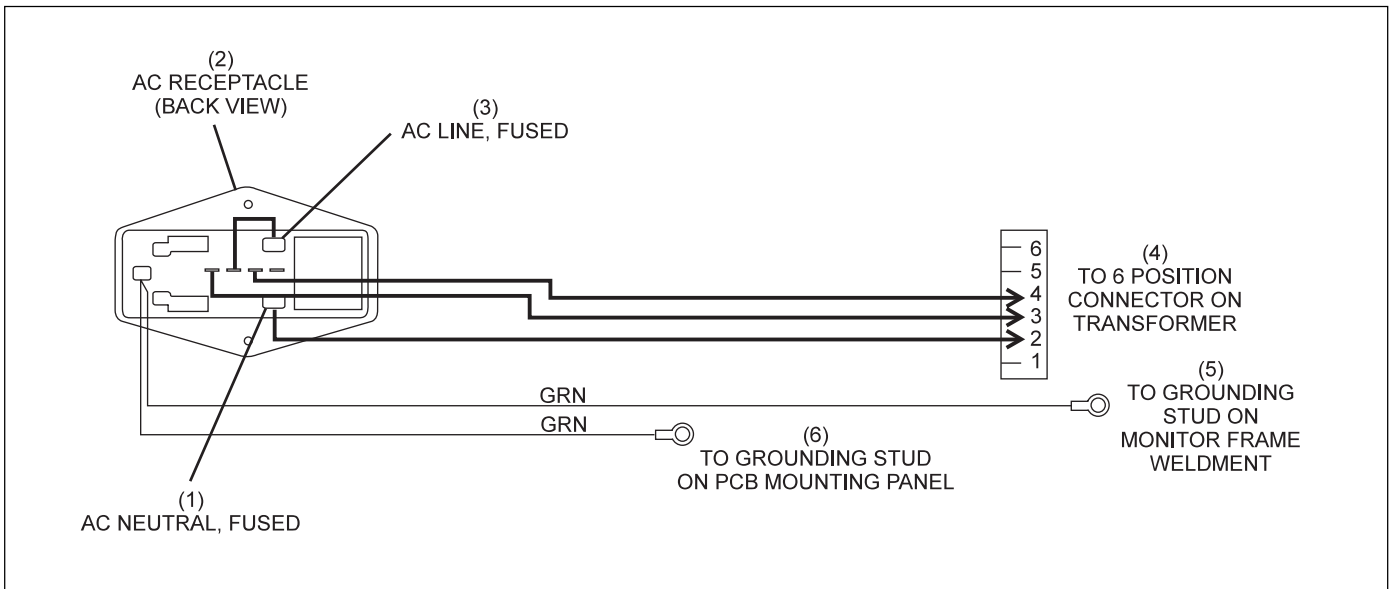 (2)
AC RECEPTACLE
(BACK VIEW)
(3)
AC LINE, FUSED
6
5
4
3
2
1
(4)
TO 6 POSITION
CONNECTOR ON
TRANSFORMER
(5)
TO GROUNDING
STUD ON
MONITOR FRAME
WELDMENT
GRN
GRN
(6)
TO GROUNDING STUD
ON PCB MOUNTING PANEL
(1)
AC NEUTRAL, FUSED